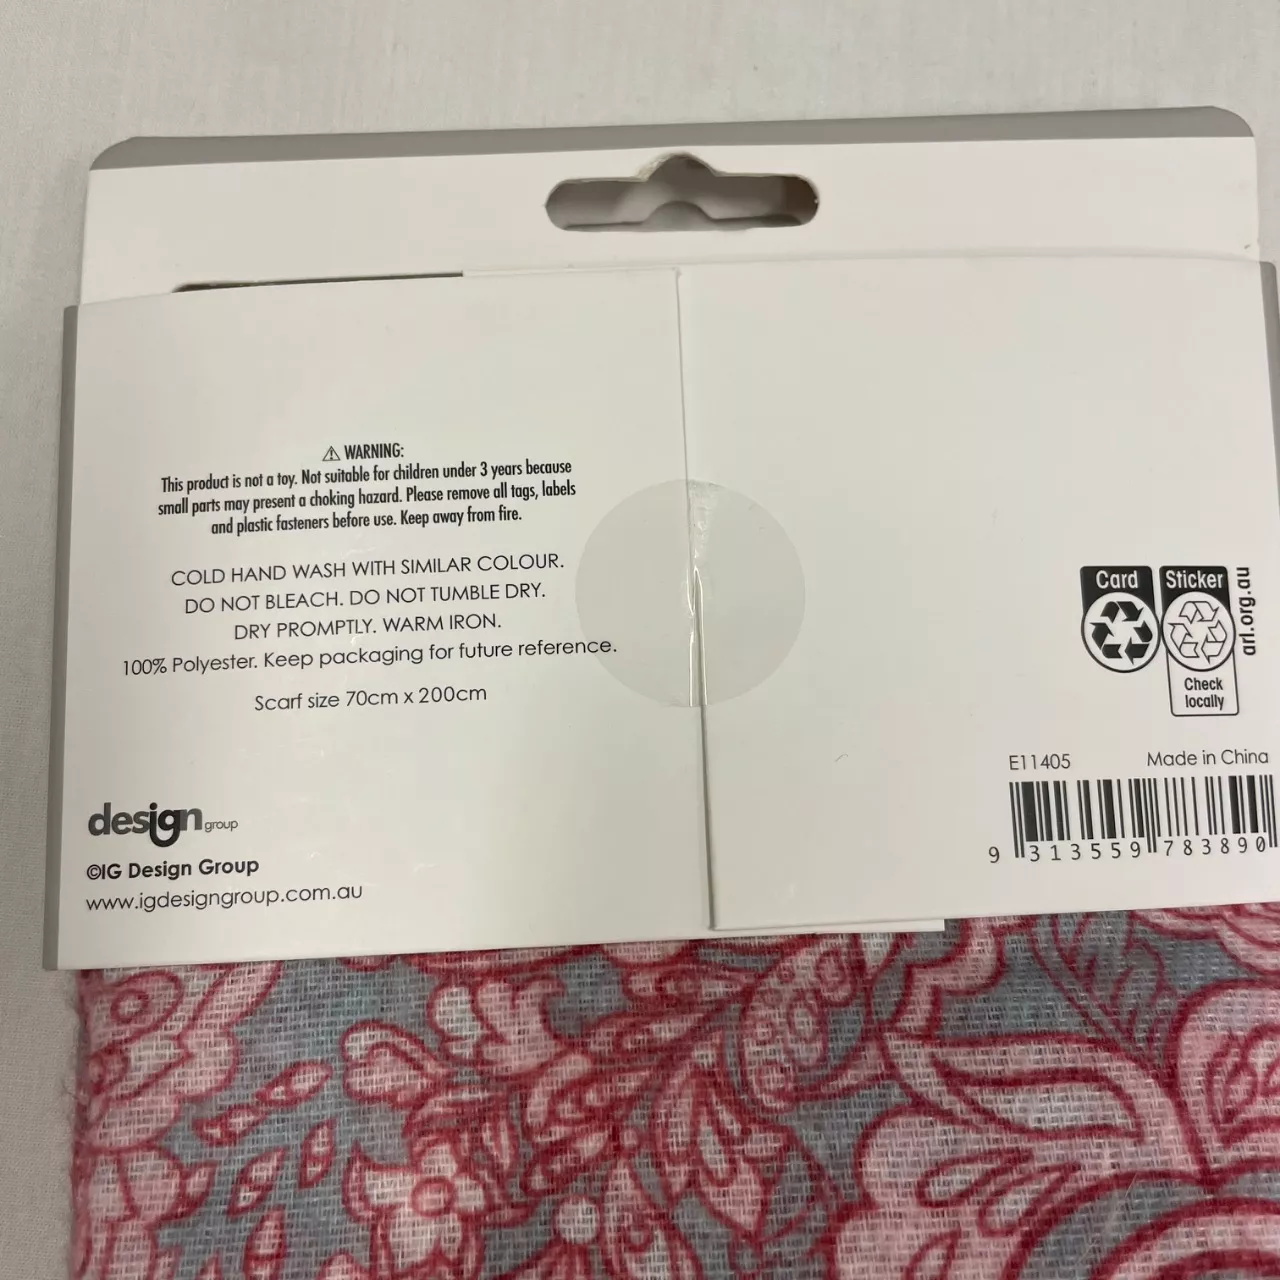 ⚠ WARNING:
This product is not a toy. Not suitable for children under 3 years because
small parts may present a choking hazard. Please remove all tags, labels
and plastic fasteners before use. Keep away from fire.
COLD HAND WASH WITH SIMILAR COLOUR.
DO NOT BLEACH. DO NOT TUMBLE DRY.
DRY PROMPTLY. WARM IRON.
100% Polyester. Keep packaging for future reference.
Scarf size 70cm x 200cm
design group
©IG Design Group
www.igdesigngroup.com.au
Card
Sticker
Check
locally
arl.org.au
E11405
Made in China
9 313559 783890